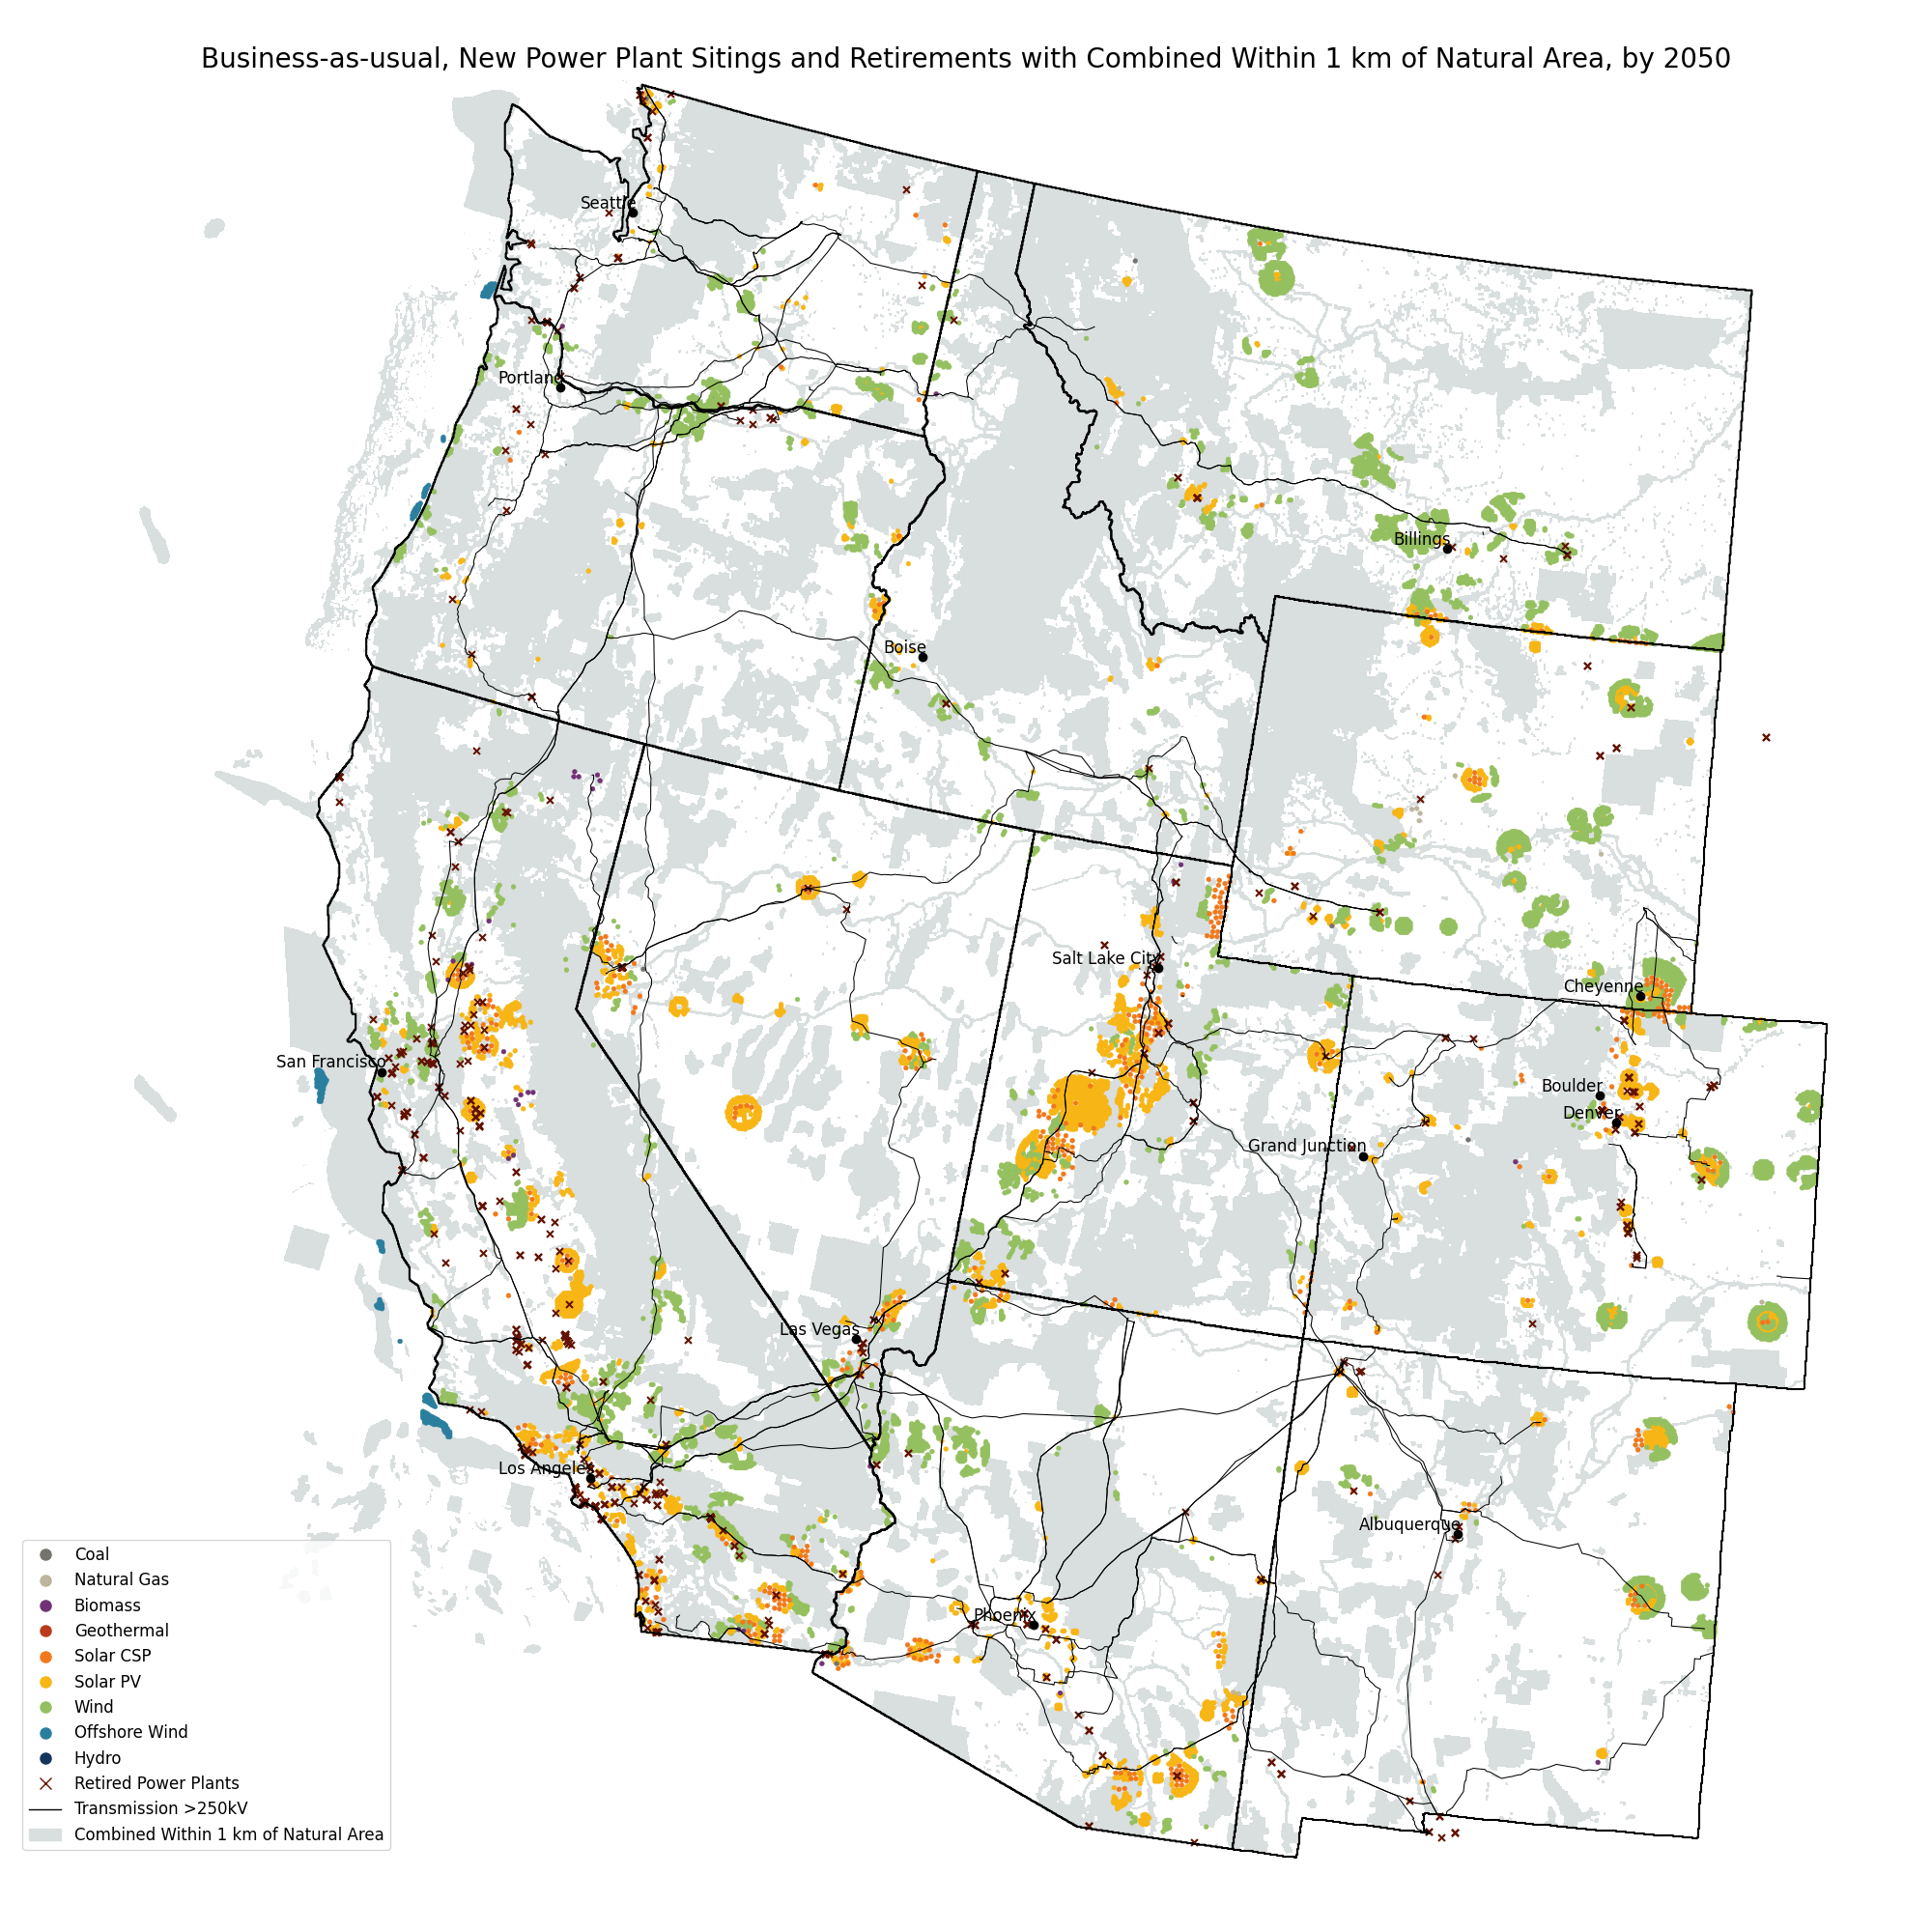 Business-as-usual, New Power Plant Sitings and Retirements with Combined Within 1 km of Natural Area, by 2050
Seattle
Portland
Billings
Boise
Salt Lake City
Cheyenne
San Francisco
Boulder
Denver
Grand Junction
Las Vegas
Los Angeles
Albuquerque
Phoenix
Coal
Natural Gas
Biomass
Geothermal
Solar CSP
Solar PV
Wind
Offshore Wind
Hydro
Retired Power Plants
Transmission >250kV
Combined Within 1 km of Natural Area